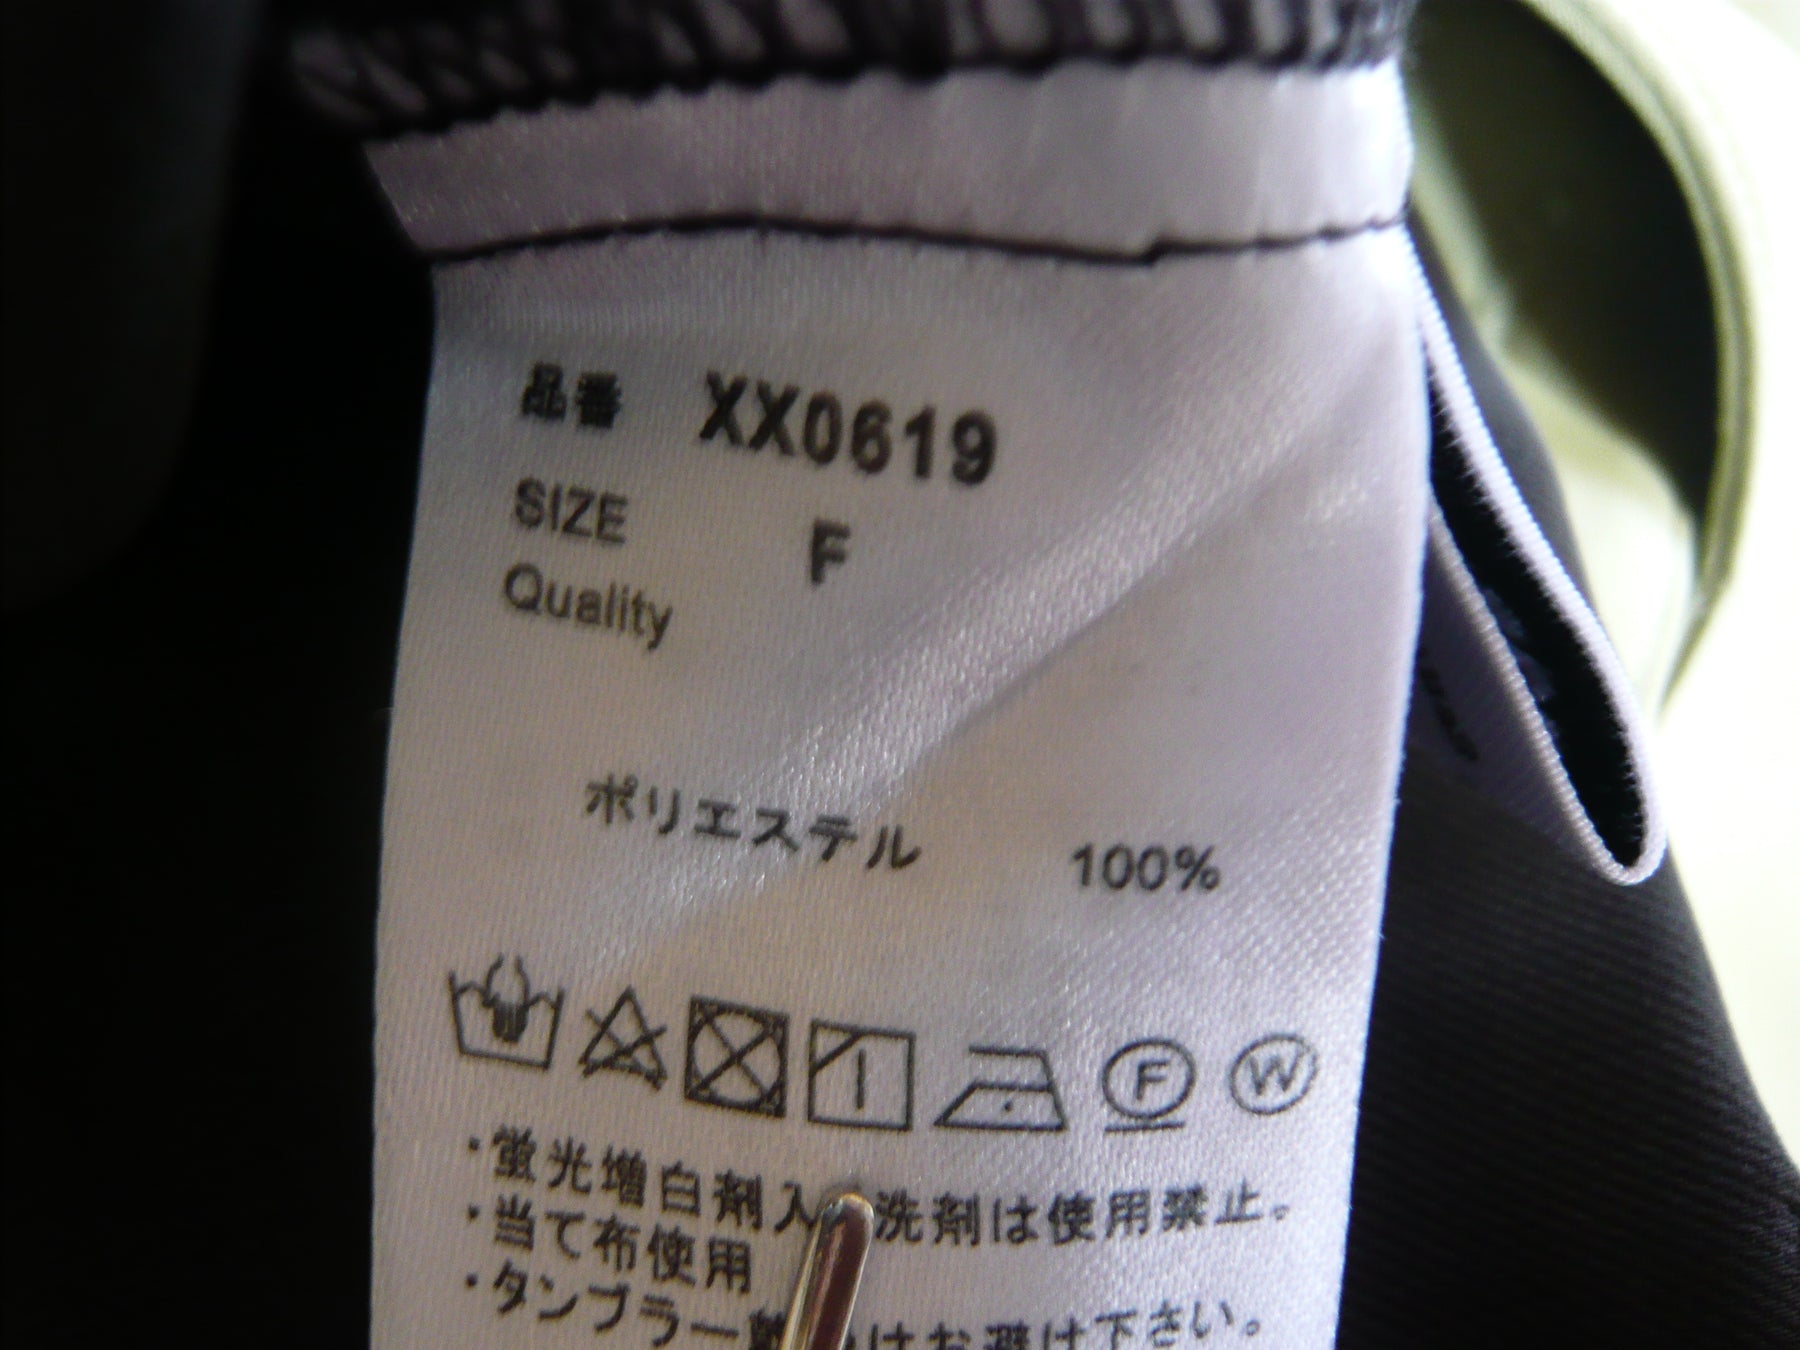 品番 XX0619
SIZE F
Quality
ポリエステル 100%
F W
・蛍光増白剤入 洗剤は使用禁止。
・当て布使用
・タンブラー はお避け下さい。